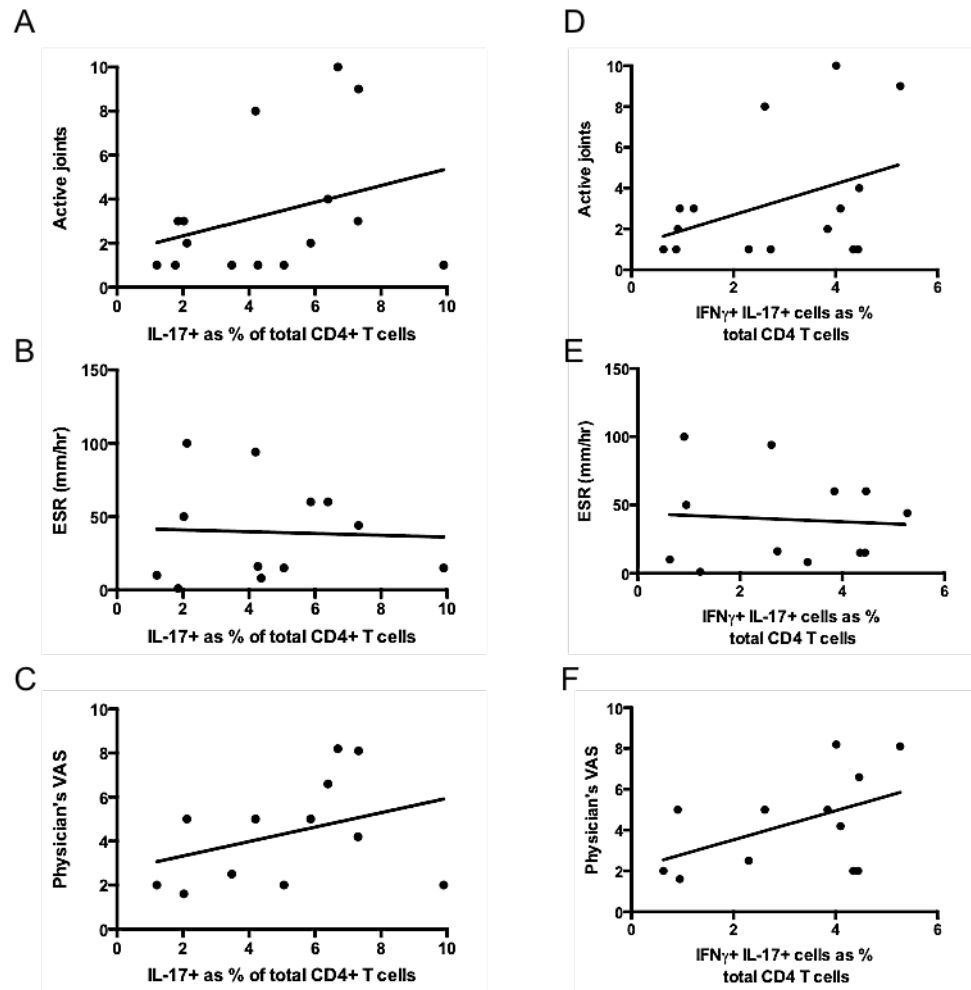 A
10
8
6
4
2
0
Active joints
0 2 4 6 8 10
IL-17+ as % of total CD4+ T cells
B
150
100
50
0
ESR (mm/hr)
0 2 4 6 8 10
IL-17+ as % of total CD4+ T cells
C
10
8
6
4
2
0
Physician's VAS
0 2 4 6 8 10
IL-17+ as % of total CD4+ T cells
D
10
8
6
4
2
0
Active joints
0 2 4 6
IFNγ+ IL-17+ cells as %
total CD4 T cells
E
150
100
50
0
ESR (mm/hr)
0 2 4 6
IFNγ+ IL-17+ cells as %
total CD4 T cells
F
10
8
6
4
2
0
Physician's VAS
0 2 4 6
IFNγ+ IL-17+ cells as %
total CD4 T cells